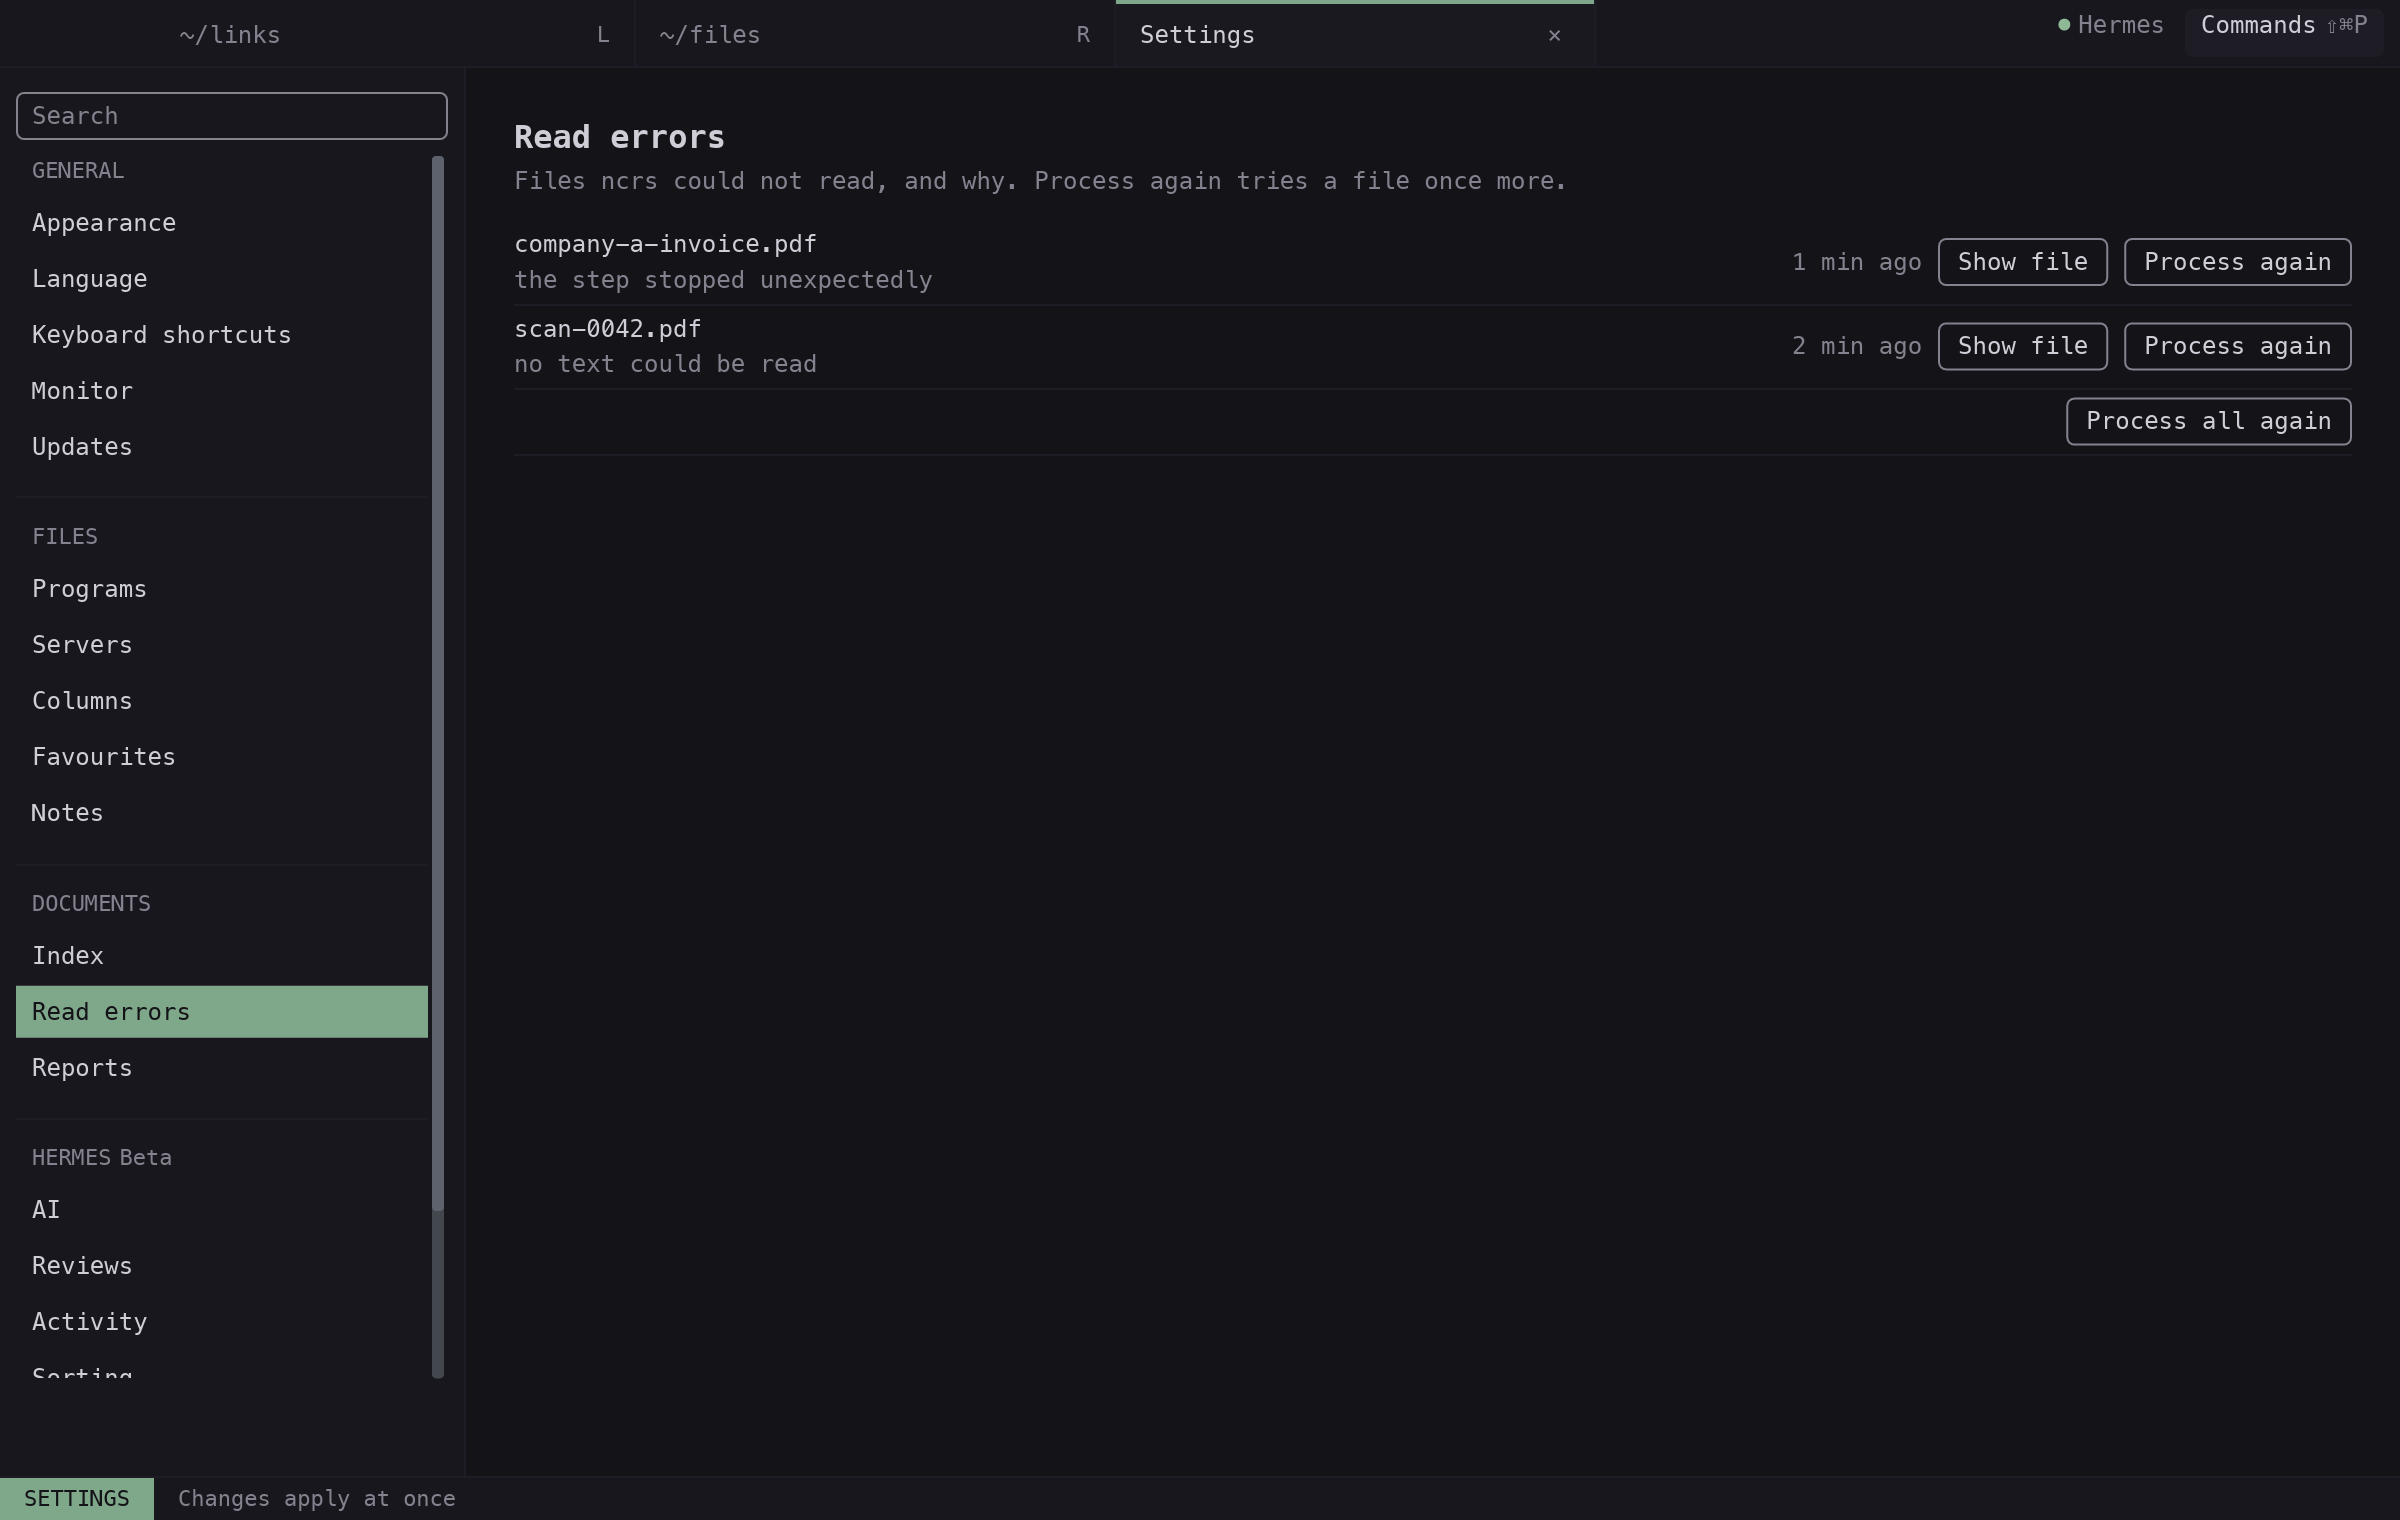 ~/links L ~/files R Settings × Hermes Commands ⇧⌘P
Search
GENERAL
Appearance
Language
Keyboard shortcuts
Monitor
Updates
FILES
Programs
Servers
Columns
Favourites
Notes
DOCUMENTS
Index
Read errors
Reports
HERMES Beta
AI
Reviews
Activity
Sorting
Read errors
Files ncrs could not read, and why. Process again tries a file once more.
company-a-invoice.pdf
the step stopped unexpectedly
1 min ago Show file Process again
scan-0042.pdf
no text could be read
2 min ago Show file Process again
Process all again
SETTINGS Changes apply at once